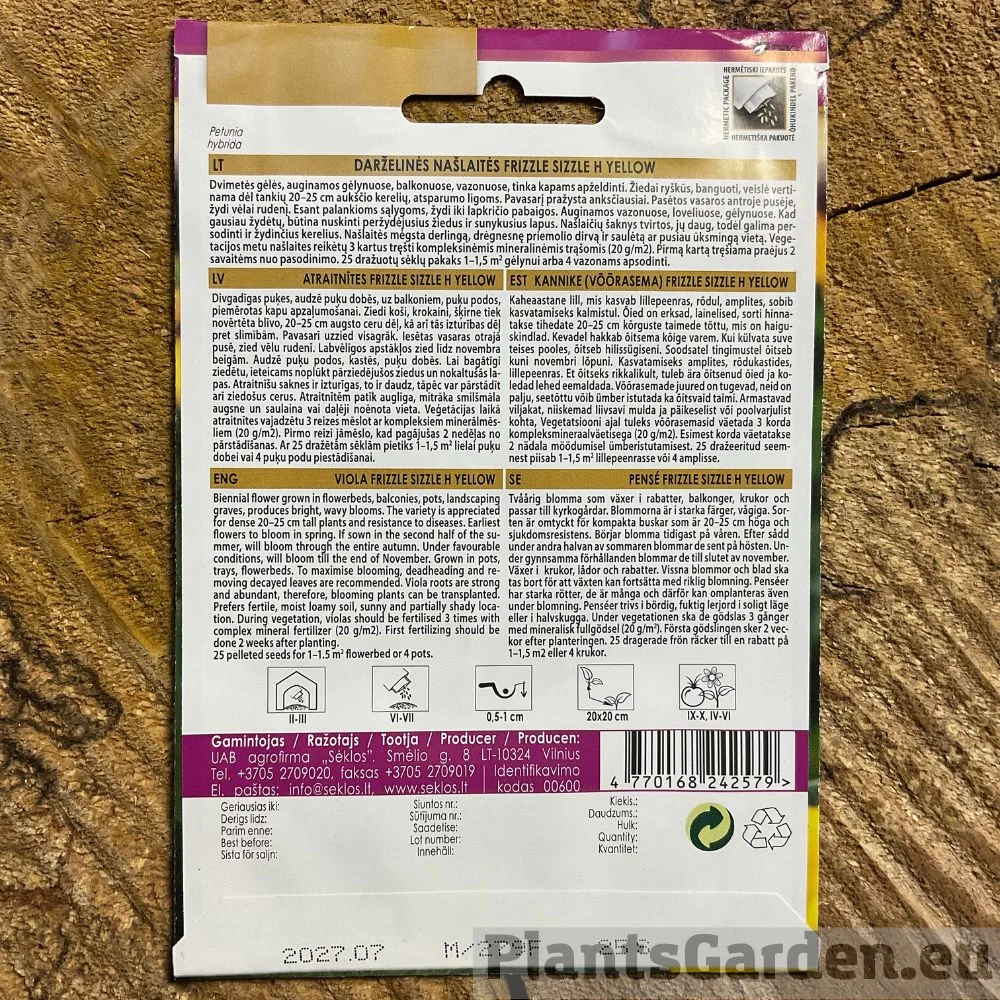 HERMĒTISKI IEPAKOTS
HERMETIC PACKAGE
ÕHUKINDEL PAKEND
HERMETIŠKA PAKUOTĖ
Petunia
hybrida
LT DARŽELINĖS NAŠLAITĖS FRIZZLE SIZZLE H YELLOW
Dvimetės gėlės, auginamos gėlynuose, balkonuose, vazonuose, tinka kapams apželdinti. Žiedai ryškūs, banguoti, veislė verti-
nama dėl tankių 20–25 cm aukščio kerelių, atsparumo ligoms. Pavasarį pražysta anksčiausiai. Pasėtos vasaros antroje pusėje,
žydi vėlai rudenį. Esant palankioms sąlygoms, žydi iki lapkričio pabaigos. Auginamos vazonuose, loveliuose, gėlynuose. Kad
gausiau žydėtų, būtina nuskinti peržydėjusius žiedus ir sunykusius lapus. Našlaičių šaknys tvirtos, jų daug, todėl galima per-
sodinti ir žydinčius kerelius. Našlaitės mėgsta derlingą, drėgnesnę priemolio dirvą ir saulėtą ar pusiau ūksmingą vietą. Vege-
tacijos metu našlaites reikėtų 3 kartus tręšti kompleksinėmis mineralinėmis trąšomis (20 g/m2). Pirmą kartą tręšiama praėjus 2
savaitėms nuo pasodinimo. 25 dražuotų sėklų pakaks 1–1,5 m² gėlynui arba 4 vazonams apsodinti.
LV ATRAITNĪTES FRIZZLE SIZZLE H YELLOW
Divgadīgas puķes, audzē puķu dobēs, uz balkoniem, puķu podos,
piemērotas kapu apzaļumošanai. Ziedi koši, krokaini, šķirne tiek
novērtēta blīvo, 20–25 cm augsto ceru dēļ, kā arī tās izturības dēļ
pret slimībām. Pavasarī uzzied visagrāk. Iesētas vasaras otrajā
pusē, zied vēlu rudenī. Labvēlīgos apstākļos zied līdz novembra
beigām. Audzē puķu podos, kastēs, puķu dobēs. Lai bagātīgi
ziedētu, ieteicams noplūkt pārziedējušos ziedus un nokaltušās la-
pas. Atraitnīšu saknes ir izturīgas, to ir daudz, tāpēc var pārstādīt
arī ziedošus cerus. Atraitnītēm patīk auglīga, mitrāka smilšmāla
augsne un saulaina vai daļēji noēnota vieta. Veģetācijas laikā
atraitnītes vajadzētu 3 reizes mēslot ar kompleksiem minerālmēs-
liem (20 g/m2). Pirmo reizi jāmēslo, kad pagājušas 2 nedēļas no
pārstādīšanas. Ar 25 dražētām sēklām pietiks 1–1,5 m² lielai puķu
dobei vai 4 puķu podu piestādīšanai.
EST KANNIKE (VÕÕRASEMA) FRIZZLE SIZZLE H YELLOW
Kaheaastane lill, mis kasvab lillepeenras, rõdul, amplites, sobib
kasvatamiseks kalmistul. Õied on erksad, lainelised, sorti hinna-
takse tihedate 20–25 cm kõrguste taimede tõttu, mis on haigu-
skindlad. Kevadel hakkab õitsema kõige varem. Kui külvata suve
teises pooles, õitseb hilissügiseni. Soodsatel tingimustel õitseb
kuni novembri lõpuni. Kasvatamiseks amplites, rõdukastides,
lillepeenras. Et õitseks rikkalikult, tuleb ära õitsenud õied ja ko-
ledad lehed eemaldada. Võõrasemade juured on tugevad, neid on
palju, seetõttu võib ümber istutada ka õitsvaid taimi. Armastavad
viljakat, niiskemad liivsavi mulda ja päikeselist või poolvarjulist
kohta, Vegetatsiooni ajal tuleks võõrasemasid väetada 3 korda
kompleksmineraalväetisega (20 g/m2). Esimest korda väetatakse
2 nädala möödumisel ümberistutamisest. 25 dražeeritud seem-
nest piisab 1–1,5 m² lillepeenrasse või 4 amplisse.
ENG VIOLA FRIZZLE SIZZLE H YELLOW
Biennial flower grown in flowerbeds, balconies, pots, landscaping
graves, produces bright, wavy blooms. The variety is appreciated
for dense 20–25 cm tall plants and resistance to diseases. Earliest
flowers to bloom in spring. If sown in the second half of the sum-
mer, will bloom through the entire autumn. Under favourable
conditions, will bloom till the end of November. Grown in pots,
trays, flowerbeds. To maximise blooming, deadheading and re-
moving decayed leaves are recommended. Viola roots are strong
and abundant, therefore, blooming plants can be transplanted.
Prefers fertile, moist loamy soil, sunny and partially shady loca-
tion. During vegetation, violas should be fertilised 3 times with
complex mineral fertilizer (20 g/m2). First fertilizing should be
done 2 weeks after planting.
25 pelleted seeds for 1–1.5 m² flowerbed or 4 pots.
SE PENSÉ FRIZZLE SIZZLE H YELLOW
Tvåårig blomma som växer i rabatter, balkonger, krukor och
passar till kyrkogårdar. Blommorna är i starka färger, vågiga. Sor-
ten är omtyckt för kompakta buskar som är 20–25 cm höga och
sjukdomsresistens. Börjar blomma tidigast på våren. Efter sådd
under andra halvan av sommaren blommar de sent på hösten. Un-
der gynnsamma förhållanden blommar de till slutet av november.
Växer i krukor, lådor och rabatter. Vissna blommor och blad ska
tas bort för att växten kan fortsätta med riklig blomning. Penséer
har starka rötter, de är många och därför kan omplanteras även
under blomning. Penséer trivs i bördig, fuktig lerjord i soligt läge
eller i halvskugga. Under vegetationen ska de gödslas 3 gånger
med mineralisk fullgödsel (20 g/m²). Första gödslingen sker 2 vec-
kor efter planteringen. 25 dragerade frön räcker till en rabatt på
1–1,5 m2 eller 4 krukor.
II-III
VI-VII
0,5-1 cm
20x20 cm
IX-X, IV-VI
Gamintojas / Ražotajs / Tootja / Producer / Producen:
UAB agrofirma „Sėklos". Smėlio g. 8 LT-10324 Vilnius
Tel. +3705 2709020, faksas +3705 2709019 | Identifikavimo
El. paštas: info@seklos.lt, www.seklos.lt | kodas 00600
4 770168 242579 >
Geriausias iki:
Derigs lidz:
Parim enne:
Best before:
Sista för saljn:
Siuntos nr.:
Sūtijuma nr.:
Saadetise:
Lot number:
Innehåll:
Kiekis.:
Daudzums.:
Hulk:
Quantity:
Kvantitet:
2027.07
PlantsGarden.eu